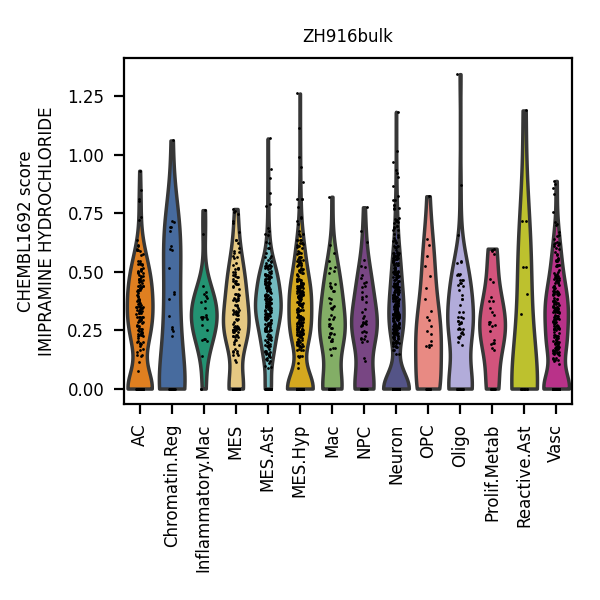 ZH916bulk
CHEMBL1692 score
IMIPRAMINE HYDROCHLORIDE
1.25
1.00
0.75
0.50
0.25
0.00
AC
Chromatin.Reg
Inflammatory.Mac
MES
MES.Ast
MES.Hyp
Mac
NPC
Neuron
OPC
Oligo
Prolif.Metab
Reactive.Ast
Vasc